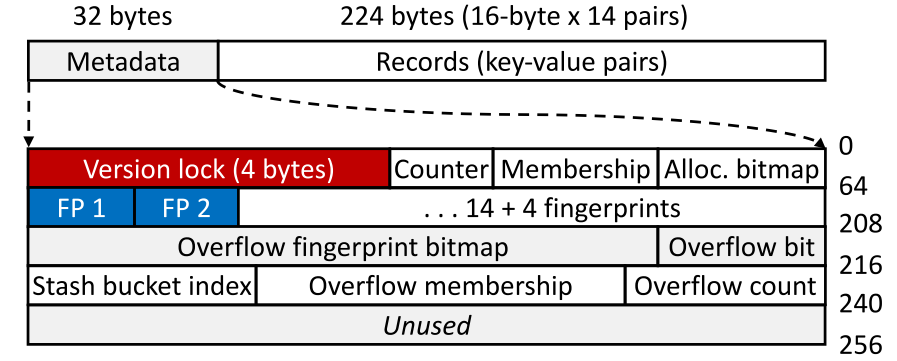 32 bytes 224 bytes (16-byte x 14 pairs)
Metadata Records (key-value pairs)
0
Version lock (4 bytes) Counter Membership Alloc. bitmap
64
FP 1 FP 2 . . . 14 + 4 fingerprints
208
Overflow fingerprint bitmap Overflow bit
216
Stash bucket index Overflow membership Overflow count
240
Unused
256